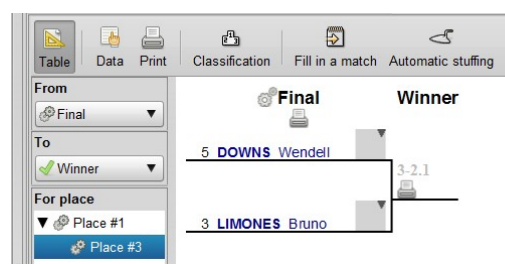 Table Data Print Classification Fill in a match Automatic stuffing
From
Final
To
Winner
For place
Place #1
Place #3
Final Winner
5 DOWNS Wendell
3-2.1
3 LIMONES Bruno